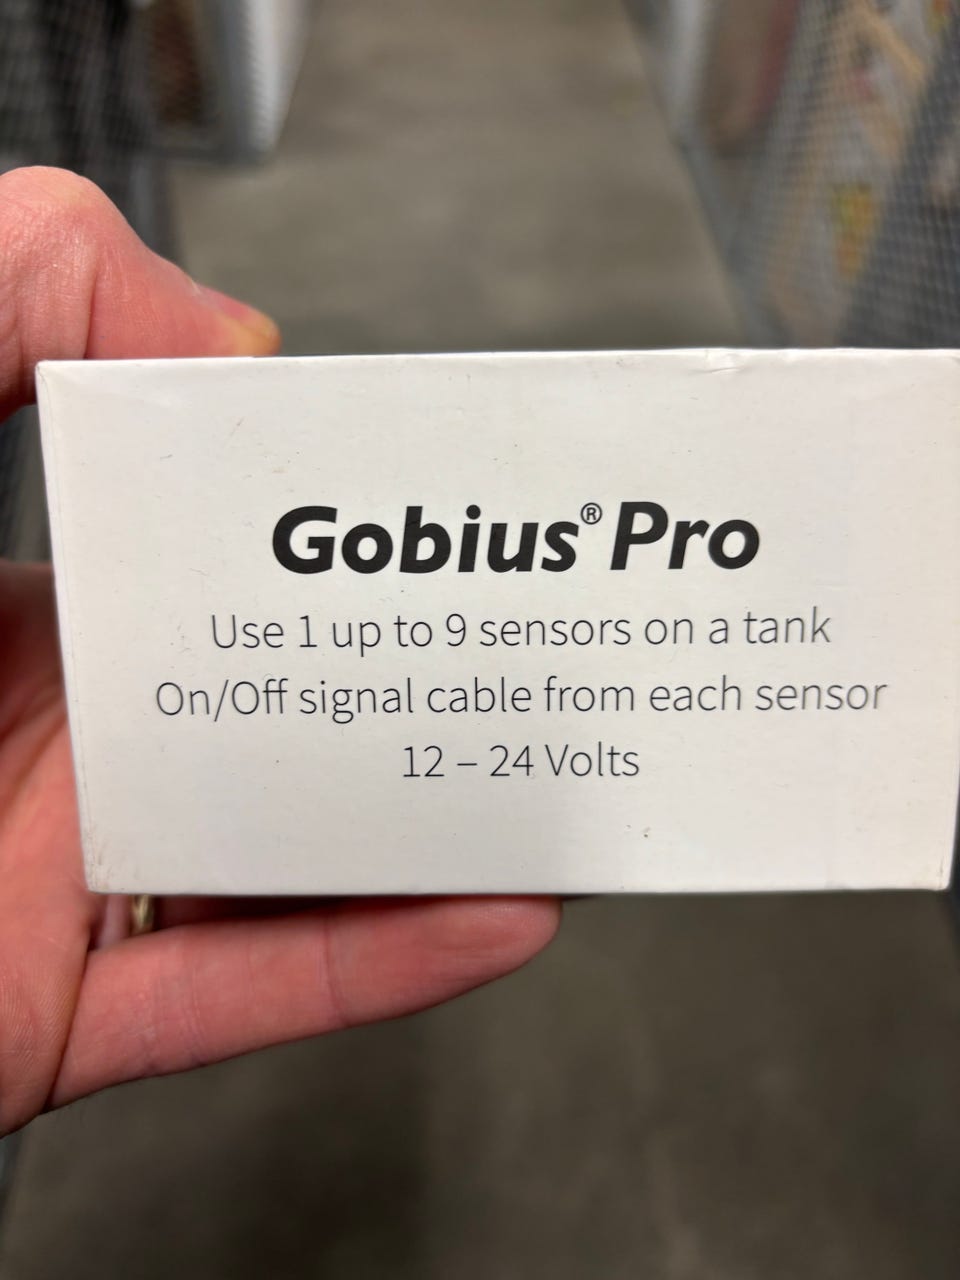 Gobius® Pro
Use 1 up to 9 sensors on a tank
On/Off signal cable from each sensor
12 – 24 Volts